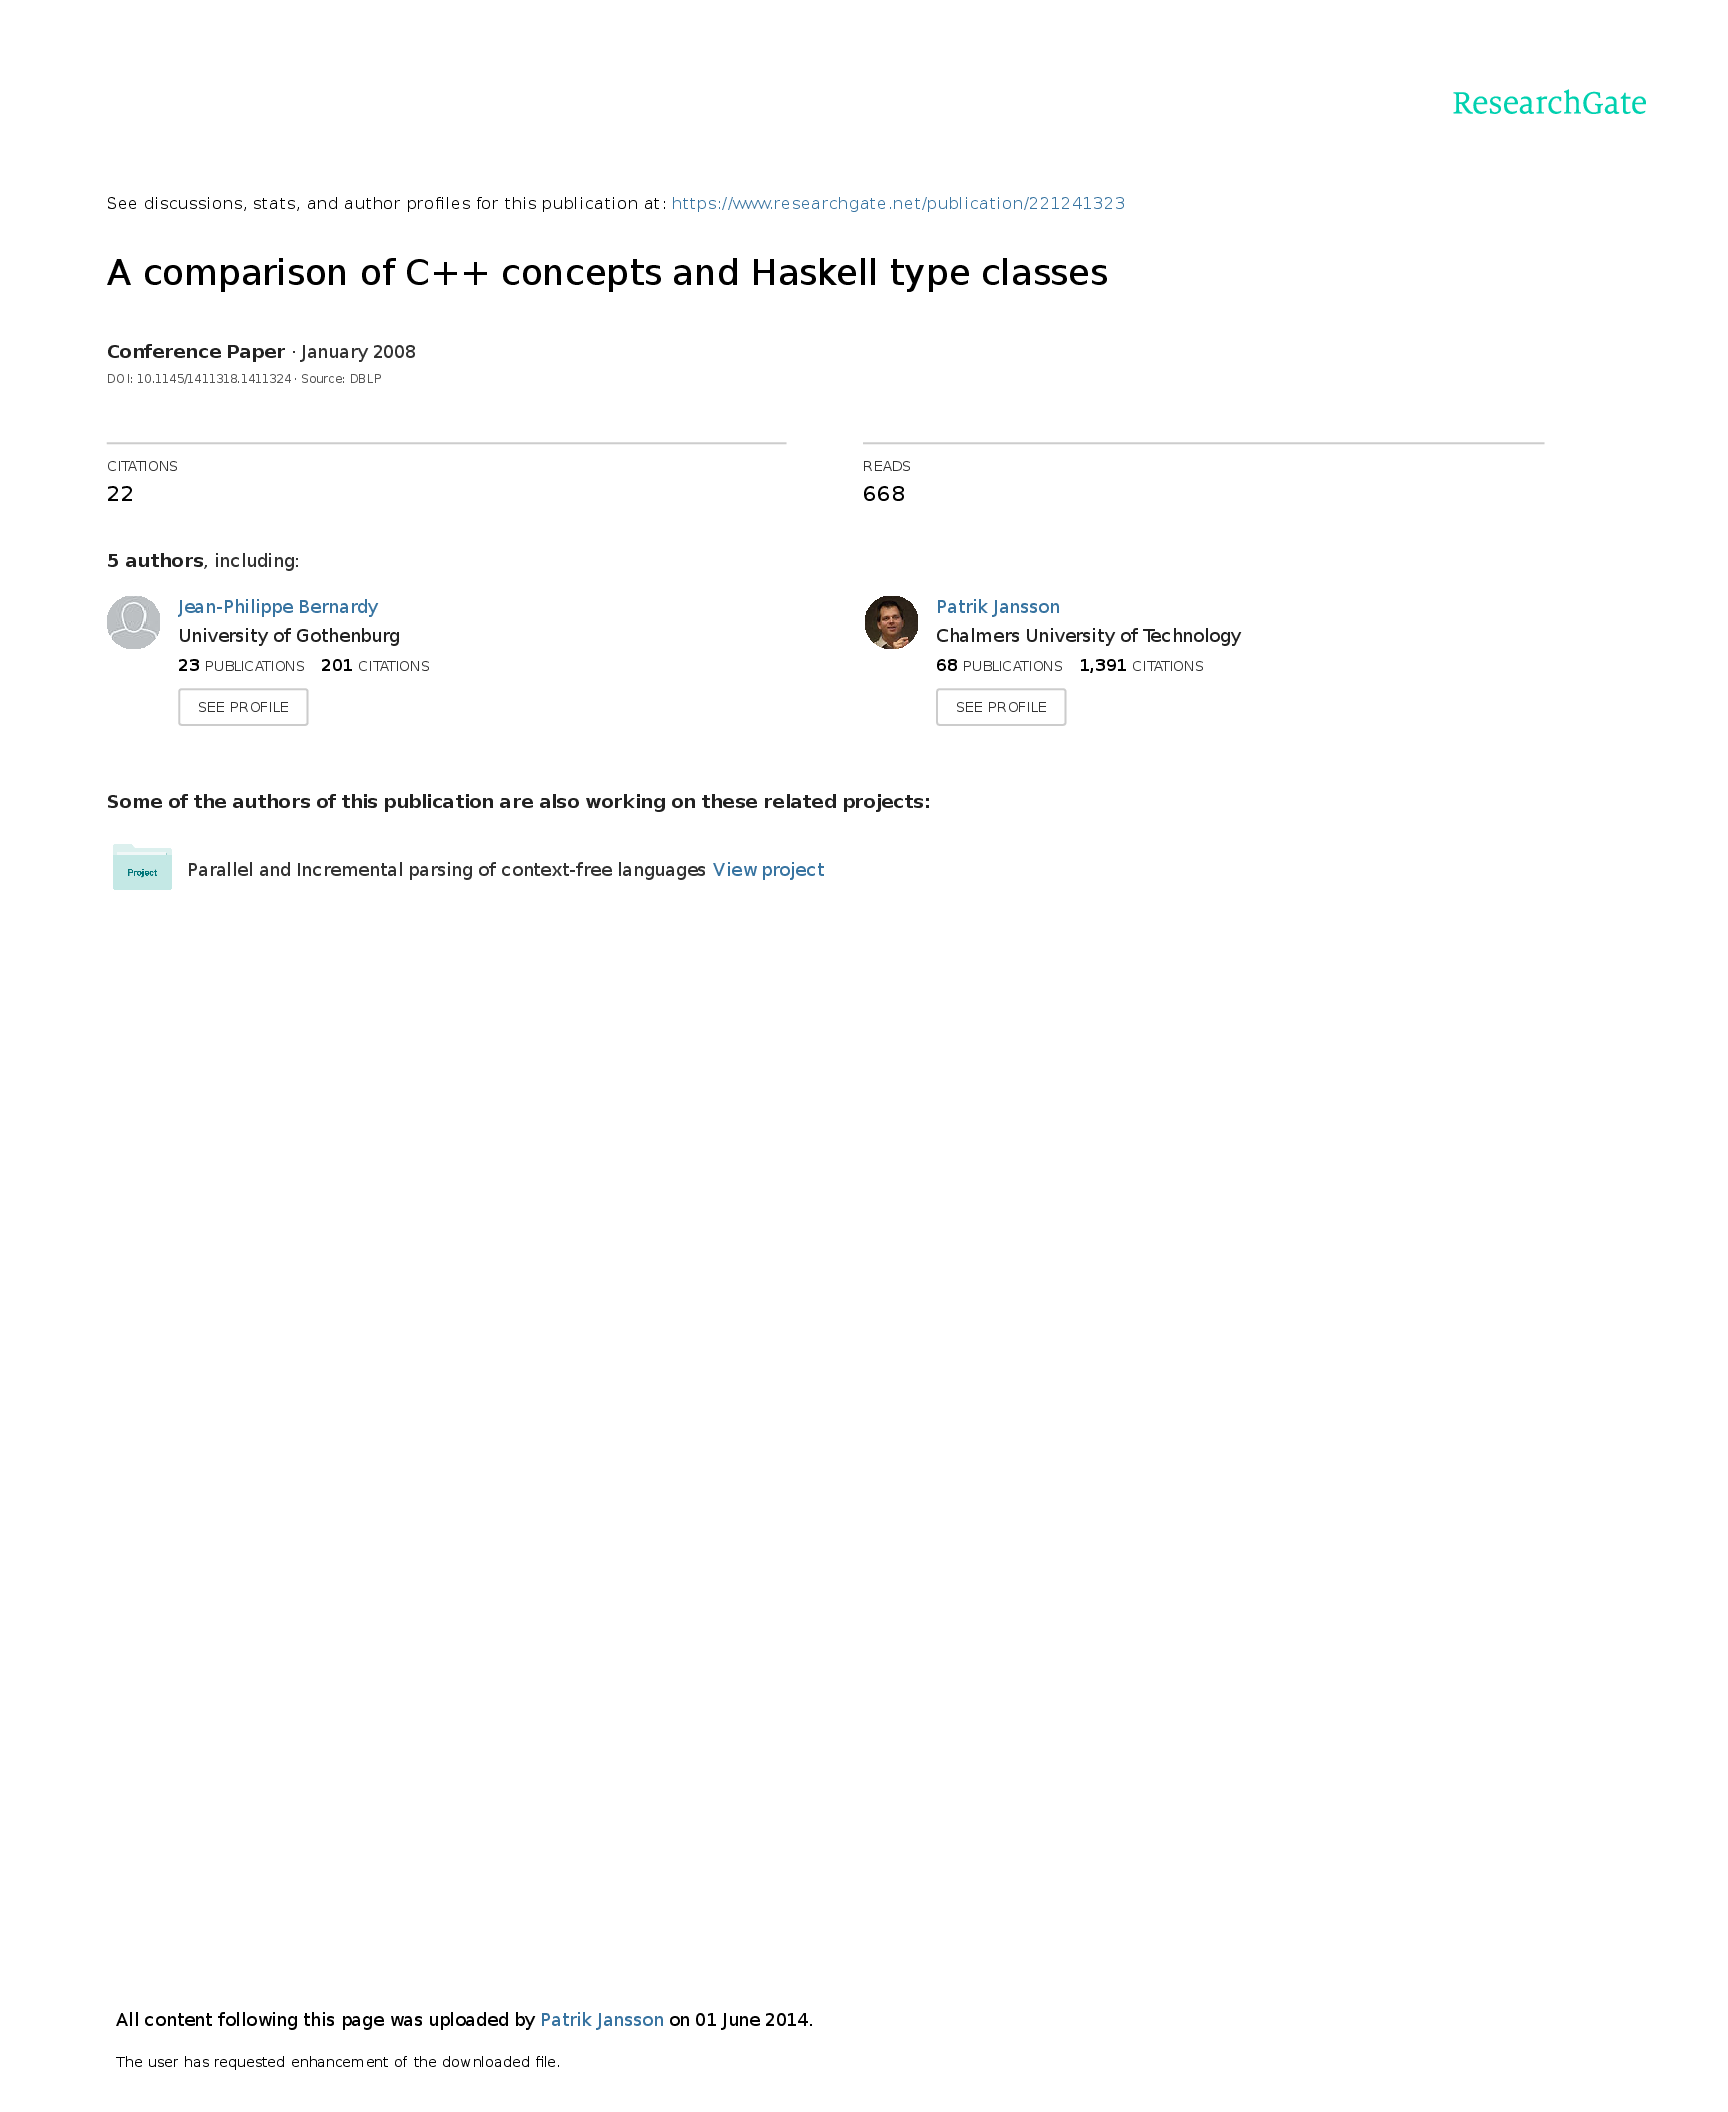 ResearchGate
See discussions, stats, and author profiles for this publication at: https://www.researchgate.net/publication/221241323
A comparison of C++ concepts and Haskell type classes
Conference Paper · January 2008
DOI: 10.1145/1411318.1411324 · Source: DBLP
CITATIONS
22
READS
668
5 authors, including:
Jean-Philippe Bernardy
University of Gothenburg
23 PUBLICATIONS 201 CITATIONS
SEE PROFILE
Patrik Jansson
Chalmers University of Technology
68 PUBLICATIONS 1,391 CITATIONS
SEE PROFILE
Some of the authors of this publication are also working on these related projects:
Project
Parallel and Incremental parsing of context-free languages View project
All content following this page was uploaded by Patrik Jansson on 01 June 2014.
The user has requested enhancement of the downloaded file.